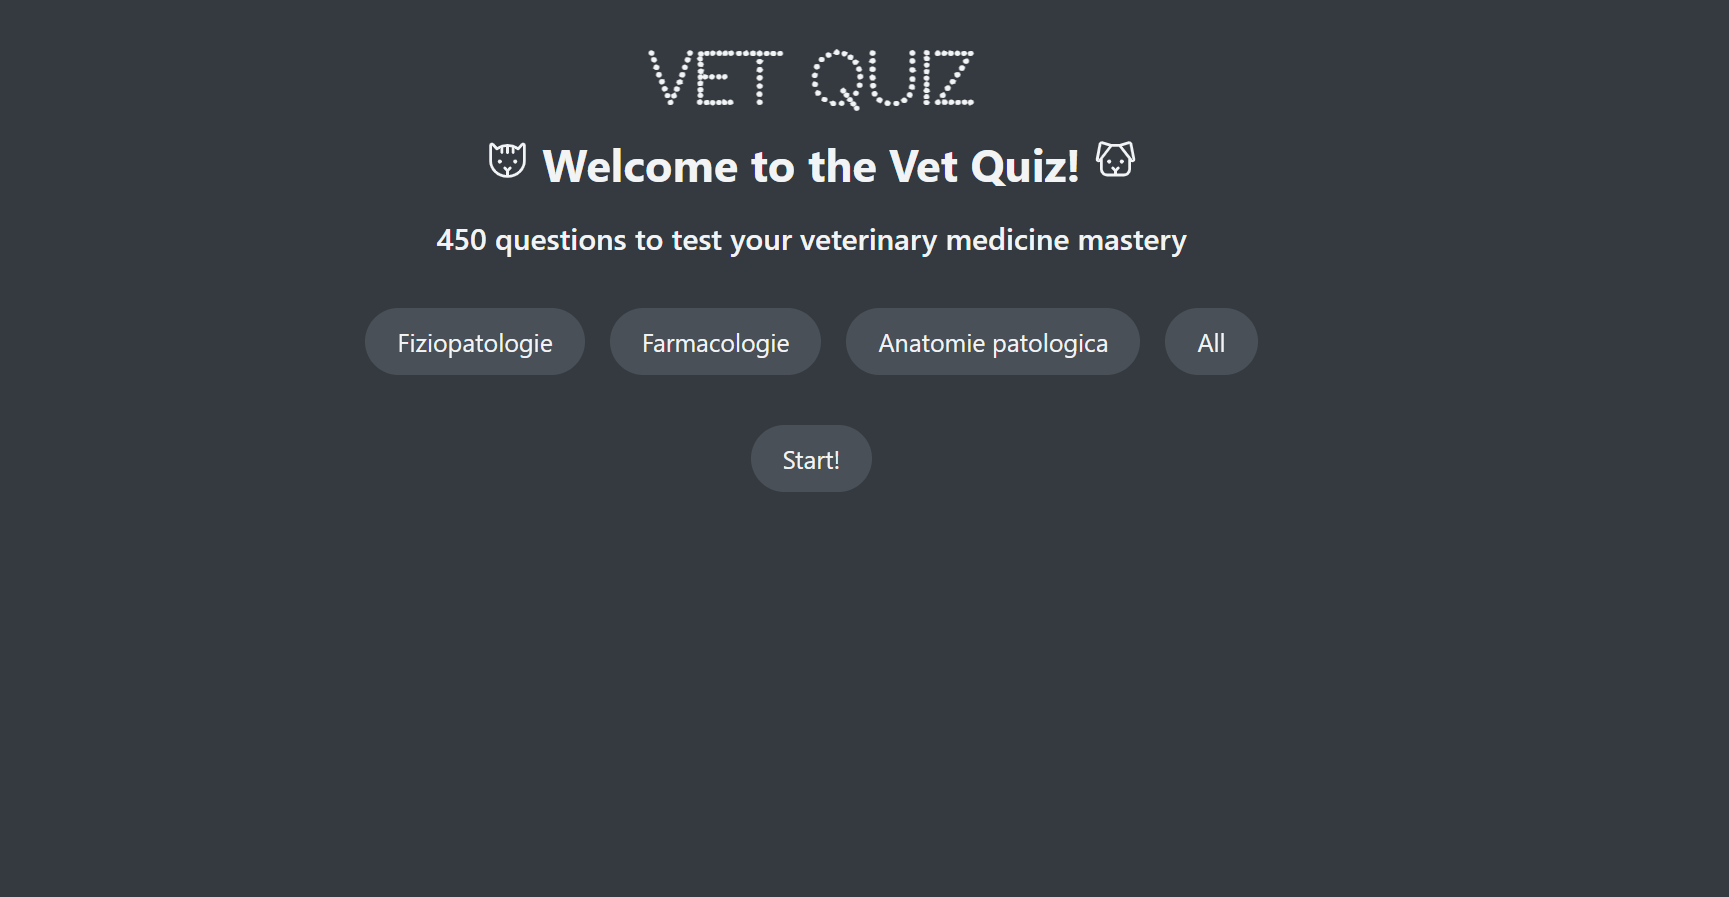 VET QUIZ
Welcome to the Vet Quiz!
450 questions to test your veterinary medicine mastery
Fiziopatologie Farmacologie Anatomie patologica All
Start!